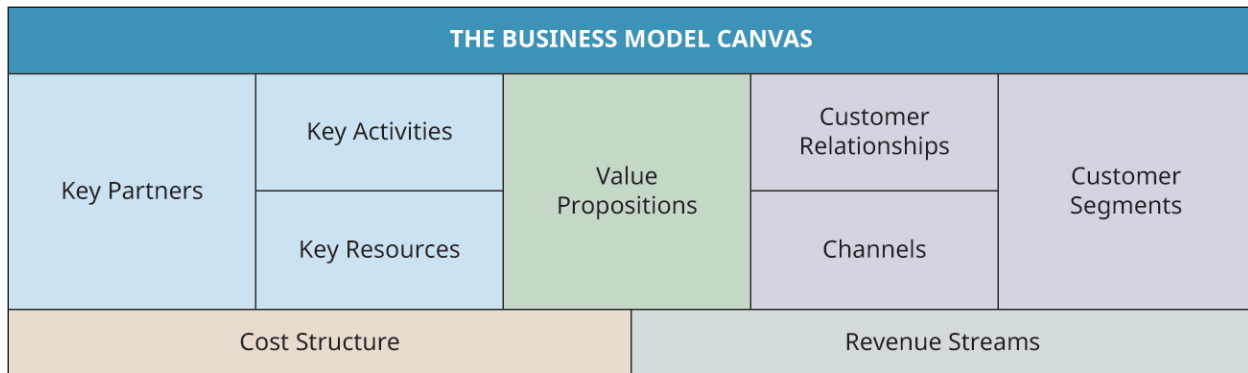 THE BUSINESS MODEL CANVAS
Key Partners
Key Activities
Key Resources
Value
Propositions
Customer
Relationships
Channels
Customer
Segments
Cost Structure
Revenue Streams